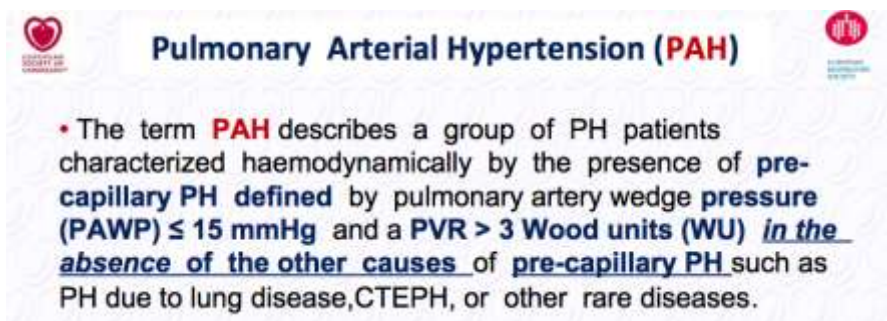 Pulmonary Arterial Hypertension (PAH)
• The term PAH describes a group of PH patients
characterized haemodynamically by the presence of pre-
capillary PH defined by pulmonary artery wedge pressure
(PAWP) ≤ 15 mmHg and a PVR > 3 Wood units (WU) in the
absence of the other causes of pre-capillary PH such as
PH due to lung disease,CTEPH, or other rare diseases.